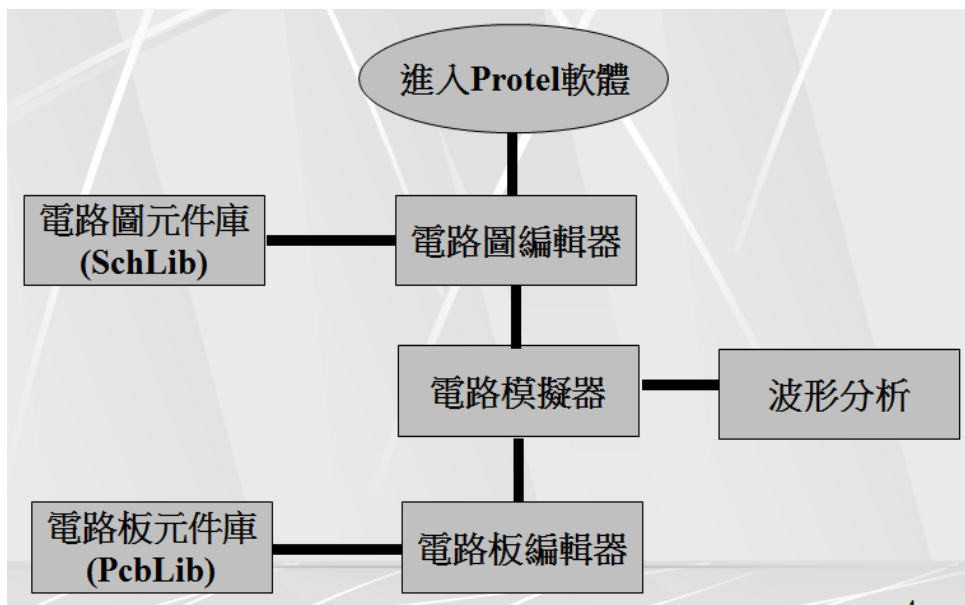 進入Protel軟體
電路圖元件庫
(SchLib)
電路圖編輯器
電路模擬器
波形分析
電路板元件庫
(PcbLib)
電路板編輯器